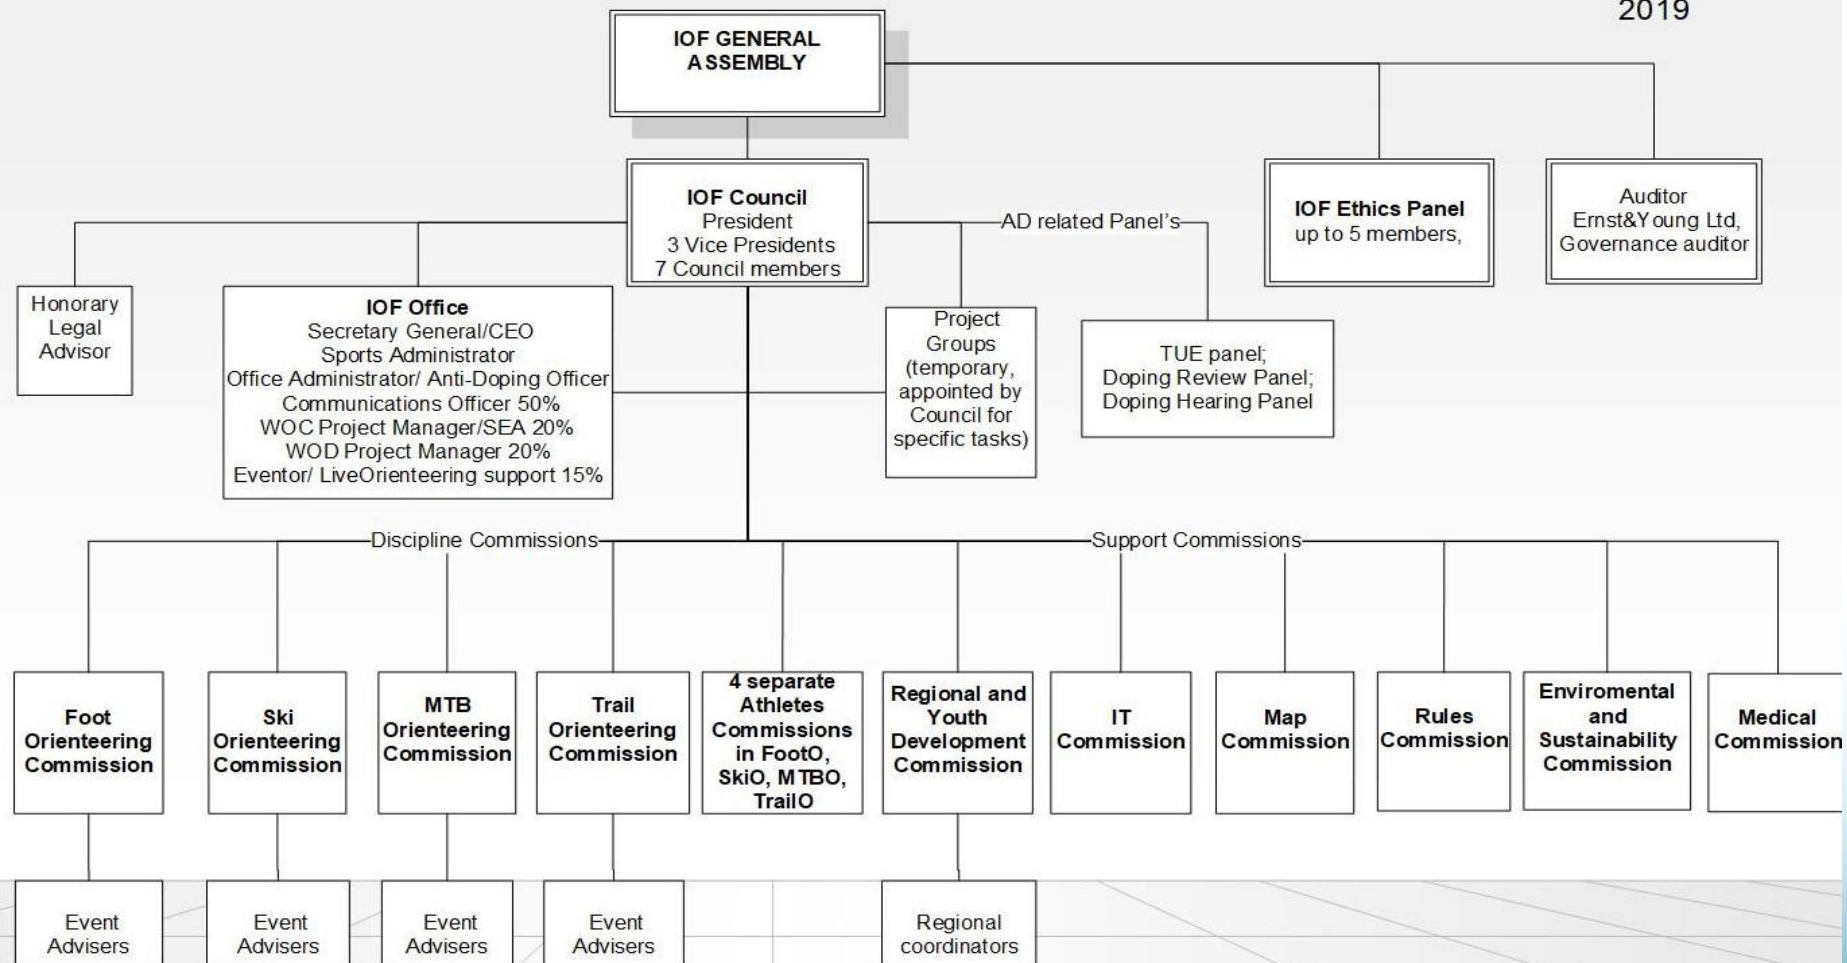 2019
IOF GENERAL
ASSEMBLY
IOF Council
President
3 Vice Presidents
7 Council members
AD related Panel's
IOF Ethics Panel
up to 5 members,
Auditor
Ernst&Young Ltd,
Governance auditor
Honorary
Legal
Advisor
IOF Office
Secretary General/CEO
Sports Administrator
Office Administrator/ Anti-Doping Officer
Communications Officer 50%
WOC Project Manager/SEA 20%
WOD Project Manager 20%
Eventor/ LiveOrienteering support 15%
Project
Groups
(temporary,
appointed by
Council for
specific tasks)
TUE panel;
Doping Review Panel;
Doping Hearing Panel
Discipline Commissions
Support Commissions
Foot
Orienteering
Commission
Ski
Orienteering
Commission
MTB
Orienteering
Commission
Trail
Orienteering
Commission
4 separate
Athletes
Commissions
in FootO,
SkiO, MTBO,
TrailO
Regional and
Youth
Development
Commission
IT
Commission
Map
Commission
Rules
Commission
Enviromental
and
Sustainability
Commission
Medical
Commission
Event
Advisers
Event
Advisers
Event
Advisers
Event
Advisers
Regional
coordinators